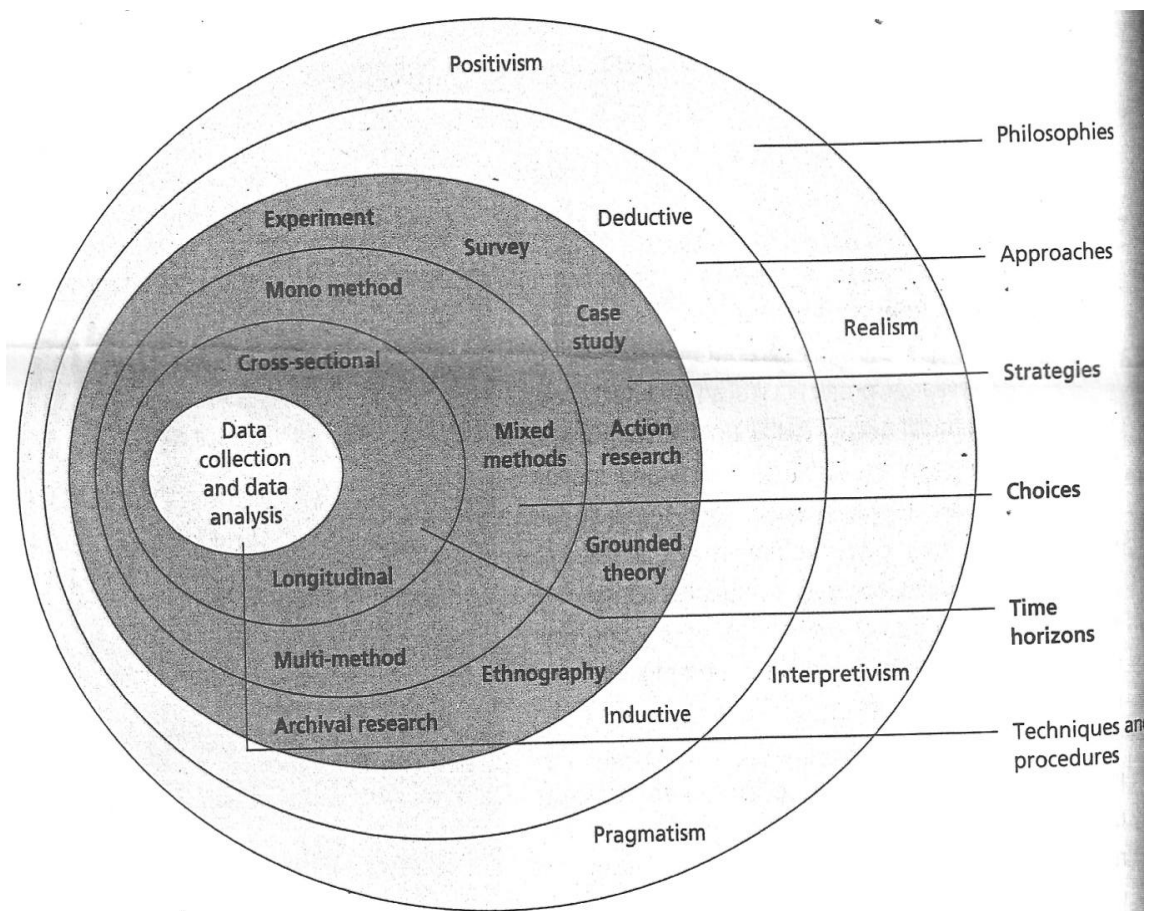 Positivism
Philosophies
Deductive
Experiment
Survey
Approaches
Mono method
Case
study
Realism
Cross-sectional
Strategies
Data
collection
and data
analysis
Mixed
methods
Action
research
Choices
Grounded
theory
Longitudinal
Time
horizons
Multi-method
Ethnography
Interpretivism
Archival research
Inductive
Techniques an
procedures
Pragmatism